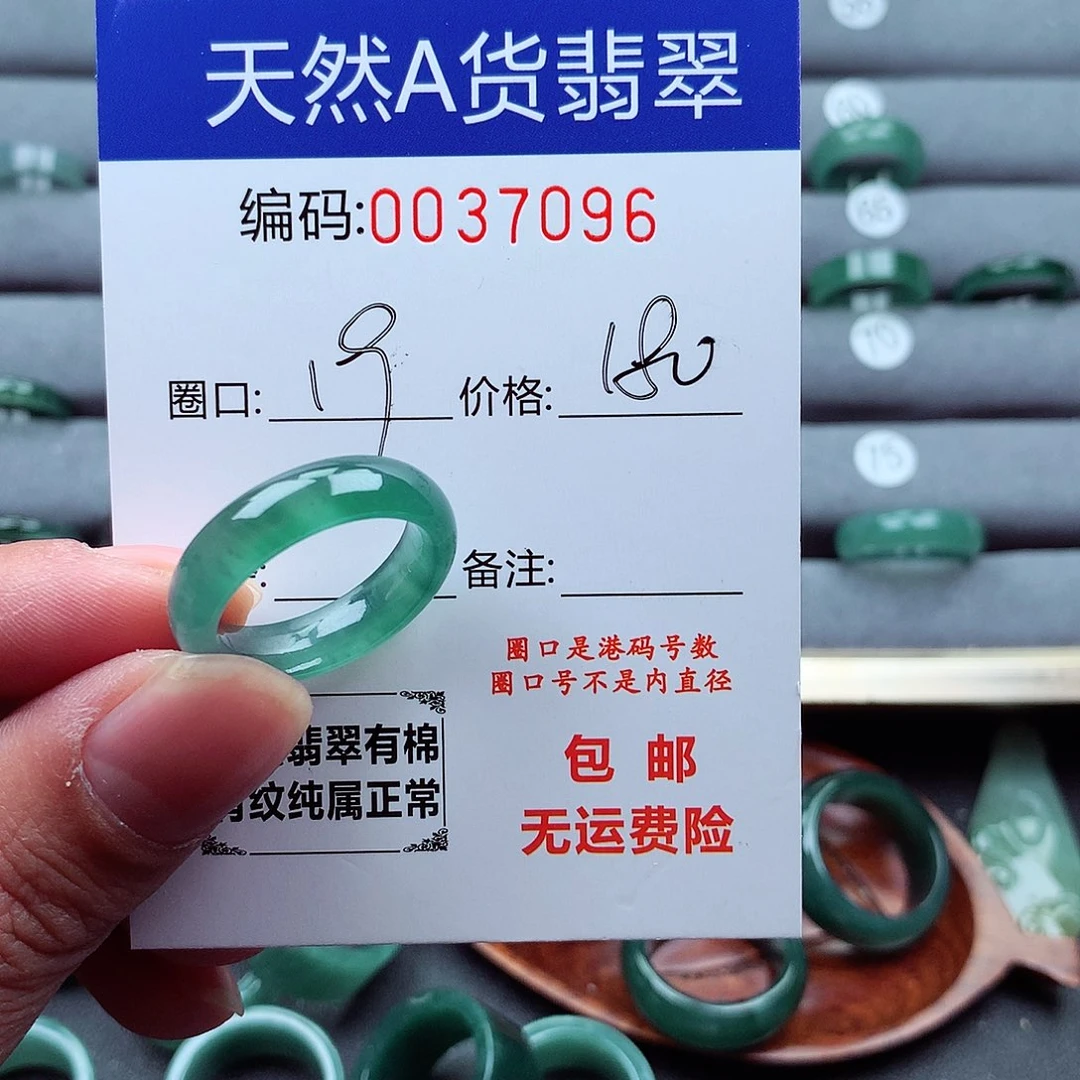 天然A货翡翠
编码:0037096
圈口: 19 价格: 180
备注:
圈口是港码号数
圈口号不是内直径
翡翠有棉
纹纯属正常
包邮
无运费险
65
10
15